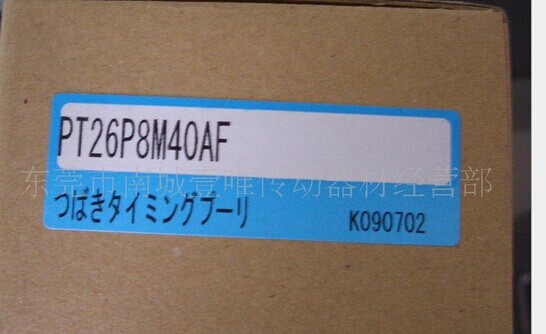 PT26P8M40AF
东莞市南城壹唯传动器材经营部
つばきタイミングプーリ K090702